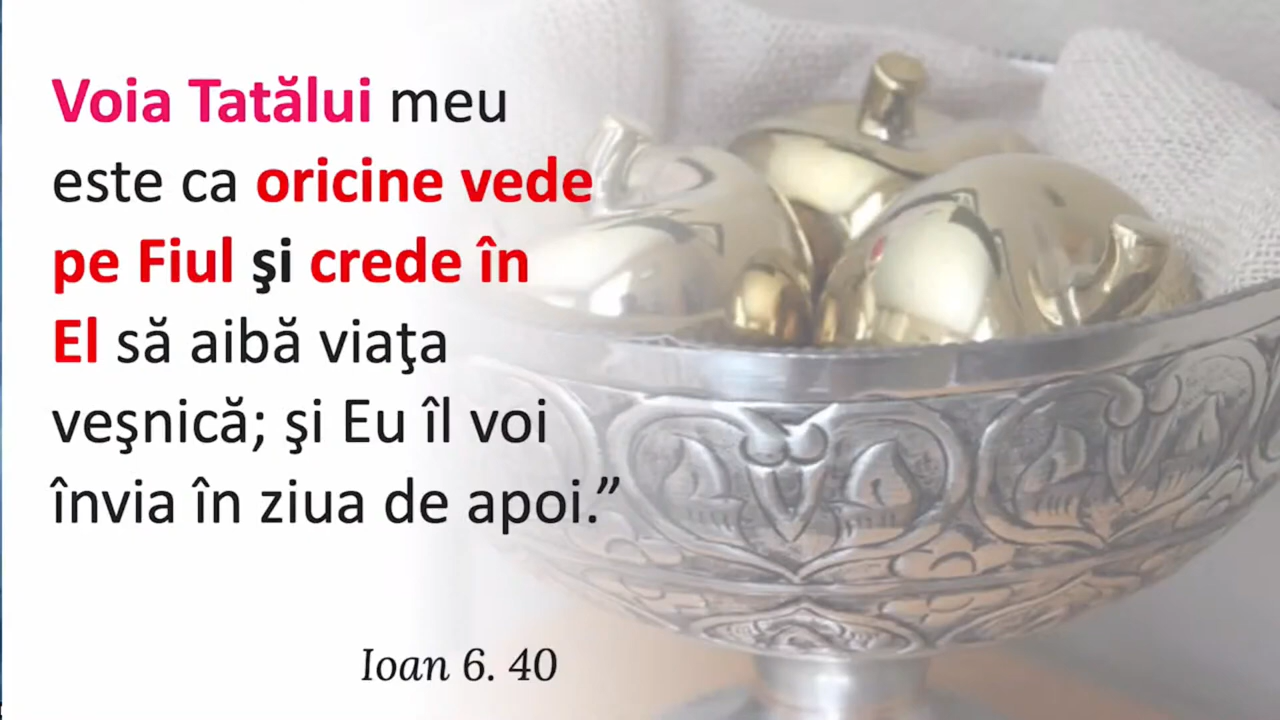 Voia Tatălui meu
este ca oricine vede
pe Fiul şi crede în
El să aibă viaţa
veşnică; şi Eu îl voi
învia în ziua de apoi.”
Ioan 6. 40